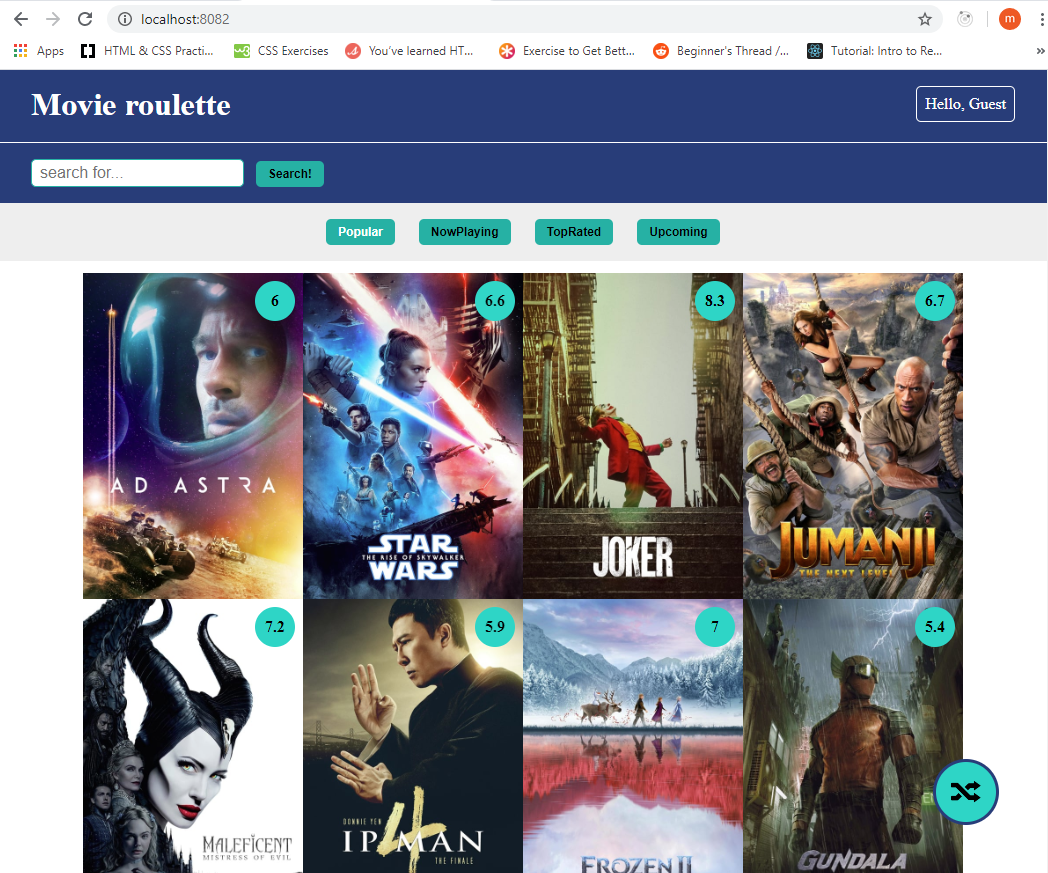 localhost:8082
m
Apps
HTML & CSS Practi...
CSS Exercises
You've learned HT...
Exercise to Get Bett...
Beginner's Thread /...
Tutorial: Intro to Re...
Movie roulette
Hello, Guest
search for...
Search!
Popular
NowPlaying
TopRated
Upcoming
6
AD ASTRA
6.6
STAR
THE RISE OF SKYWALKER
WARS
8.3
JOKER
6.7
JUMANJI
THE NEXT LEVEL
7.2
MALEFICENT
MISTRESS OF EVIL
5.9
DONNIE YEN
IP MAN 4
THE FINALE
7
FROZEN II
5.4
GUNDALA